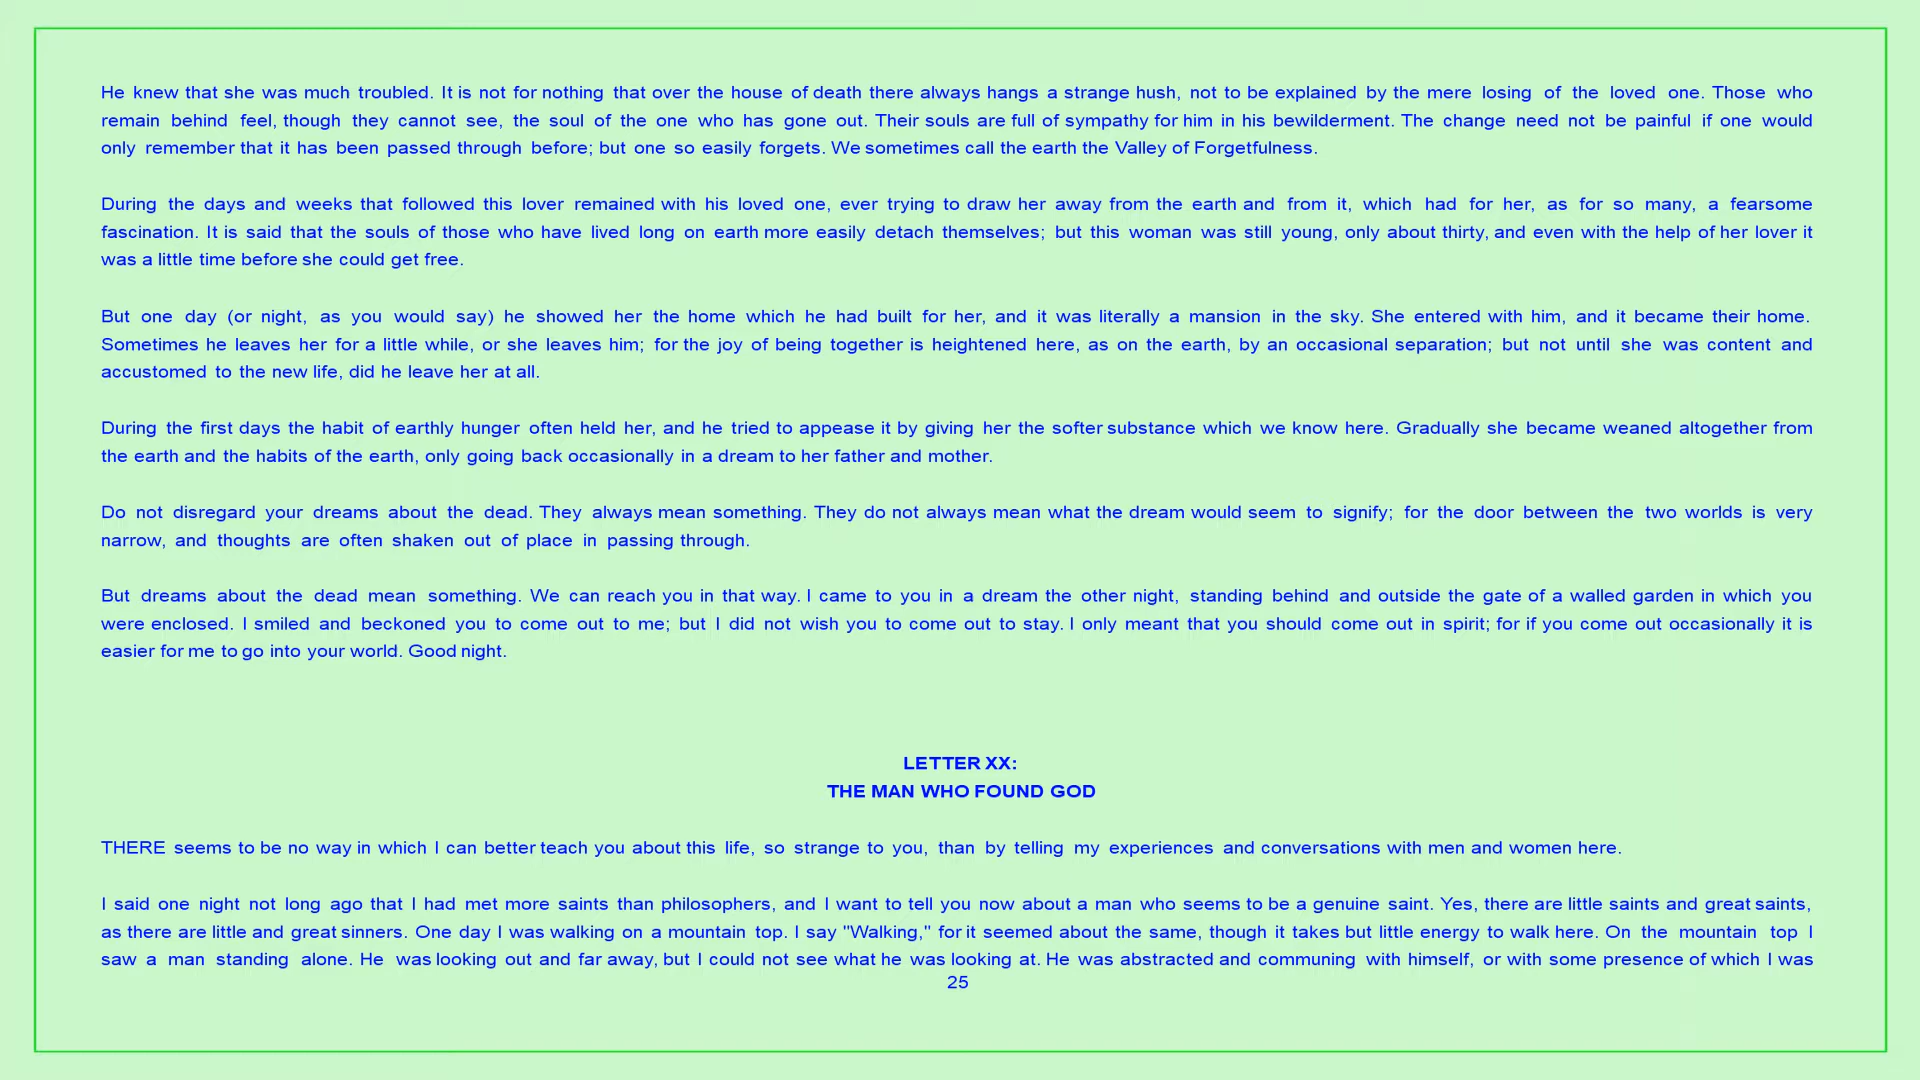 He knew that she was much troubled. It is not for nothing that over the house of death there always hangs a strange hush, not to be explained by the mere losing of the loved one. Those who
remain behind feel, though they cannot see, the soul of the one who has gone out. Their souls are full of sympathy for him in his bewilderment. The change need not be painful if one would
only remember that it has been passed through before; but one so easily forgets. We sometimes call the earth the Valley of Forgetfulness.
During the days and weeks that followed this lover remained with his loved one, ever trying to draw her away from the earth and from it, which had for her, as for so many, a fearsome
fascination. It is said that the souls of those who have lived long on earth more easily detach themselves; but this woman was still young, only about thirty, and even with the help of her lover it
was a little time before she could get free.
But one day (or night, as you would say) he showed her the home which he had built for her, and it was literally a mansion in the sky. She entered with him, and it became their home.
Sometimes he leaves her for a little while, or she leaves him; for the joy of being together is heightened here, as on the earth, by an occasional separation; but not until she was content and
accustomed to the new life, did he leave her at all.
During the first days the habit of earthly hunger often held her, and he tried to appease it by giving her the softer substance which we know here. Gradually she became weaned altogether from
the earth and the habits of the earth, only going back occasionally in a dream to her father and mother.
Do not disregard your dreams about the dead. They always mean something. They do not always mean what the dream would seem to signify; for the door between the two worlds is very
narrow, and thoughts are often shaken out of place in passing through.
But dreams about the dead mean something. We can reach you in that way. I came to you in a dream the other night, standing behind and outside the gate of a walled garden in which you
were enclosed. I smiled and beckoned you to come out to me; but I did not wish you to come out to stay. I only meant that you should come out in spirit; for if you come out occasionally it is
easier for me to go into your world. Good night.
LETTER XX:
THE MAN WHO FOUND GOD
THERE seems to be no way in which I can better teach you about this life, so strange to you, than by telling my experiences and conversations with men and women here.
I said one night not long ago that I had met more saints than philosophers, and I want to tell you now about a man who seems to be a genuine saint. Yes, there are little saints and great saints,
as there are little and great sinners. One day I was walking on a mountain top. I say "Walking," for it seemed about the same, though it takes but little energy to walk here. On the mountain top I
saw a man standing alone. He was looking out and far away, but I could not see what he was looking at. He was abstracted and communing with himself, or with some presence of which I was
25